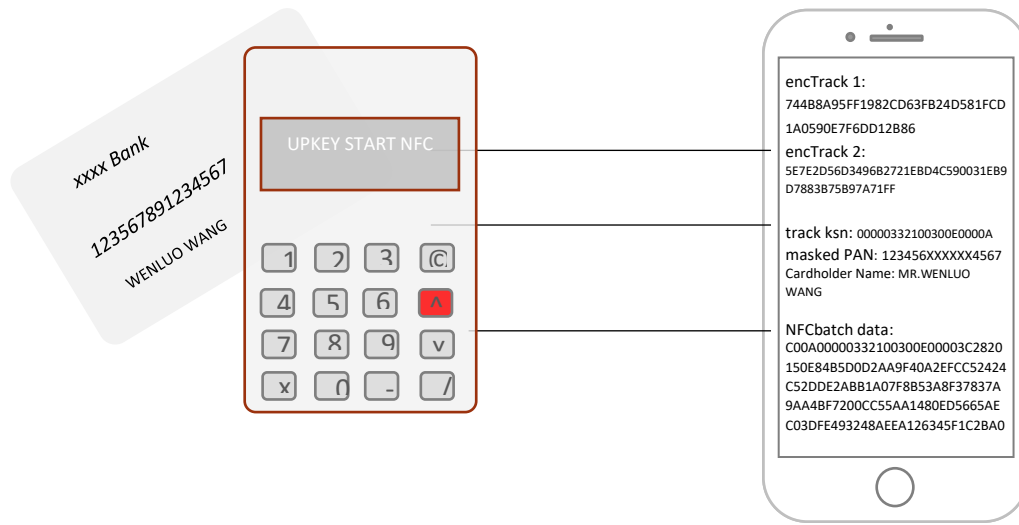 xxxx Bank
123567891234567
WENLUO WANG
UPKEY START NFC
1 2 3 ©
4 5 6 ^
7 8 9 v
x 0 - /
encTrack 1:
744B8A95FF1982CD63FB24D581FCD
1A0590E7F6DD12B86
encTrack 2:
5E7E2D56D3496B2721EBD4C590031EB9
D7883B75B97A71FF
track ksn: 00000332100300E0000A
masked PAN: 123456XXXXXX4567
Cardholder Name: MR.WENLUO
WANG
NFCbatch data:
C00A00000332100300E00003C2820
150E84B5D0D2AA9F40A2EFCC52424
C52DDE2ABB1A07F8B53A8F37837A
9AA4BF7200CC55AA1480ED5665AE
C03DFE493248AEEA126345F1C2BA0